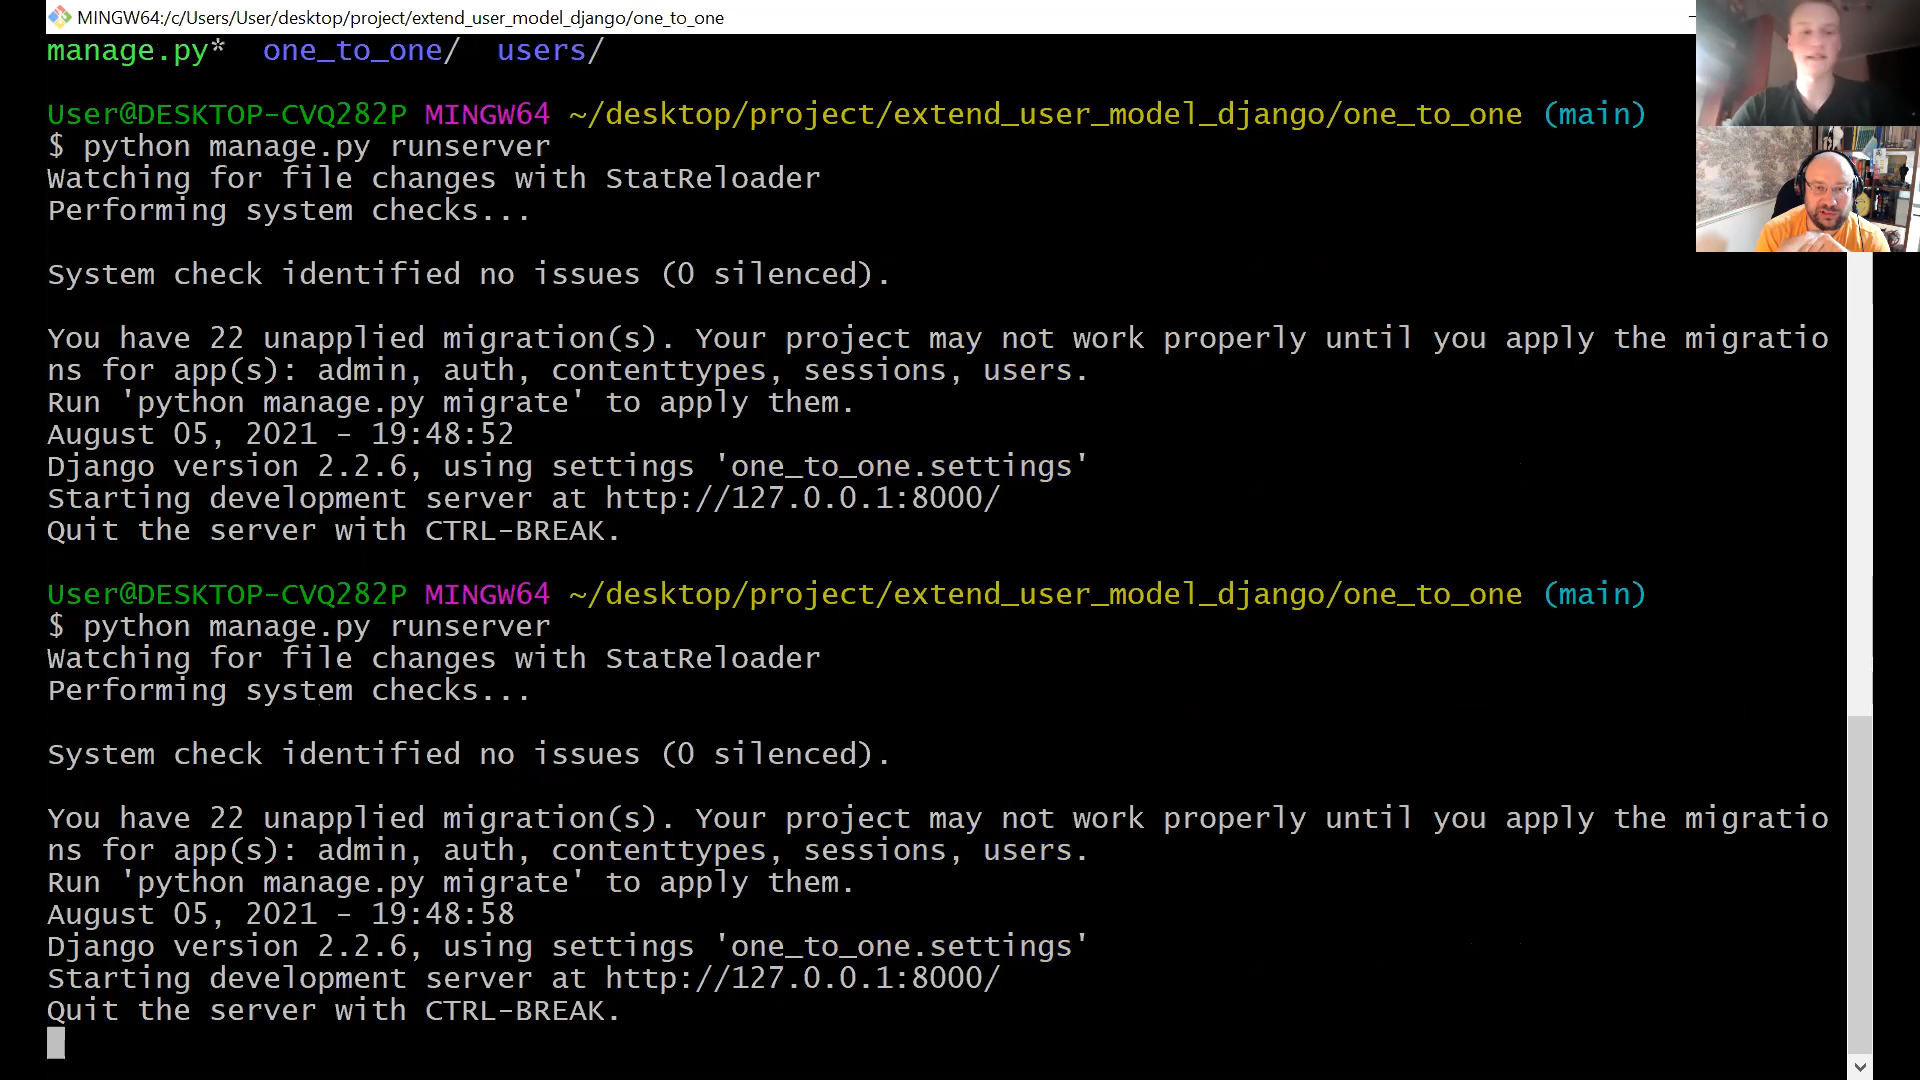 MINGW64:/c/Users/User/desktop/project/extend_user_model_django/one_to_one
manage.py*  one_to_one/  users/
User@DESKTOP-CVQ282P MINGW64 ~/desktop/project/extend_user_model_django/one_to_one (main)
$ python manage.py runserver
Watching for file changes with StatReloader
Performing system checks...
System check identified no issues (0 silenced).
You have 22 unapplied migration(s). Your project may not work properly until you apply the migratio
ns for app(s): admin, auth, contenttypes, sessions, users.
Run 'python manage.py migrate' to apply them.
August 05, 2021 - 19:48:52
Django version 2.2.6, using settings 'one_to_one.settings'
Starting development server at http://127.0.0.1:8000/
Quit the server with CTRL-BREAK.
User@DESKTOP-CVQ282P MINGW64 ~/desktop/project/extend_user_model_django/one_to_one (main)
$ python manage.py runserver
Watching for file changes with StatReloader
Performing system checks...
System check identified no issues (0 silenced).
You have 22 unapplied migration(s). Your project may not work properly until you apply the migratio
ns for app(s): admin, auth, contenttypes, sessions, users.
Run 'python manage.py migrate' to apply them.
August 05, 2021 - 19:48:58
Django version 2.2.6, using settings 'one_to_one.settings'
Starting development server at http://127.0.0.1:8000/
Quit the server with CTRL-BREAK.